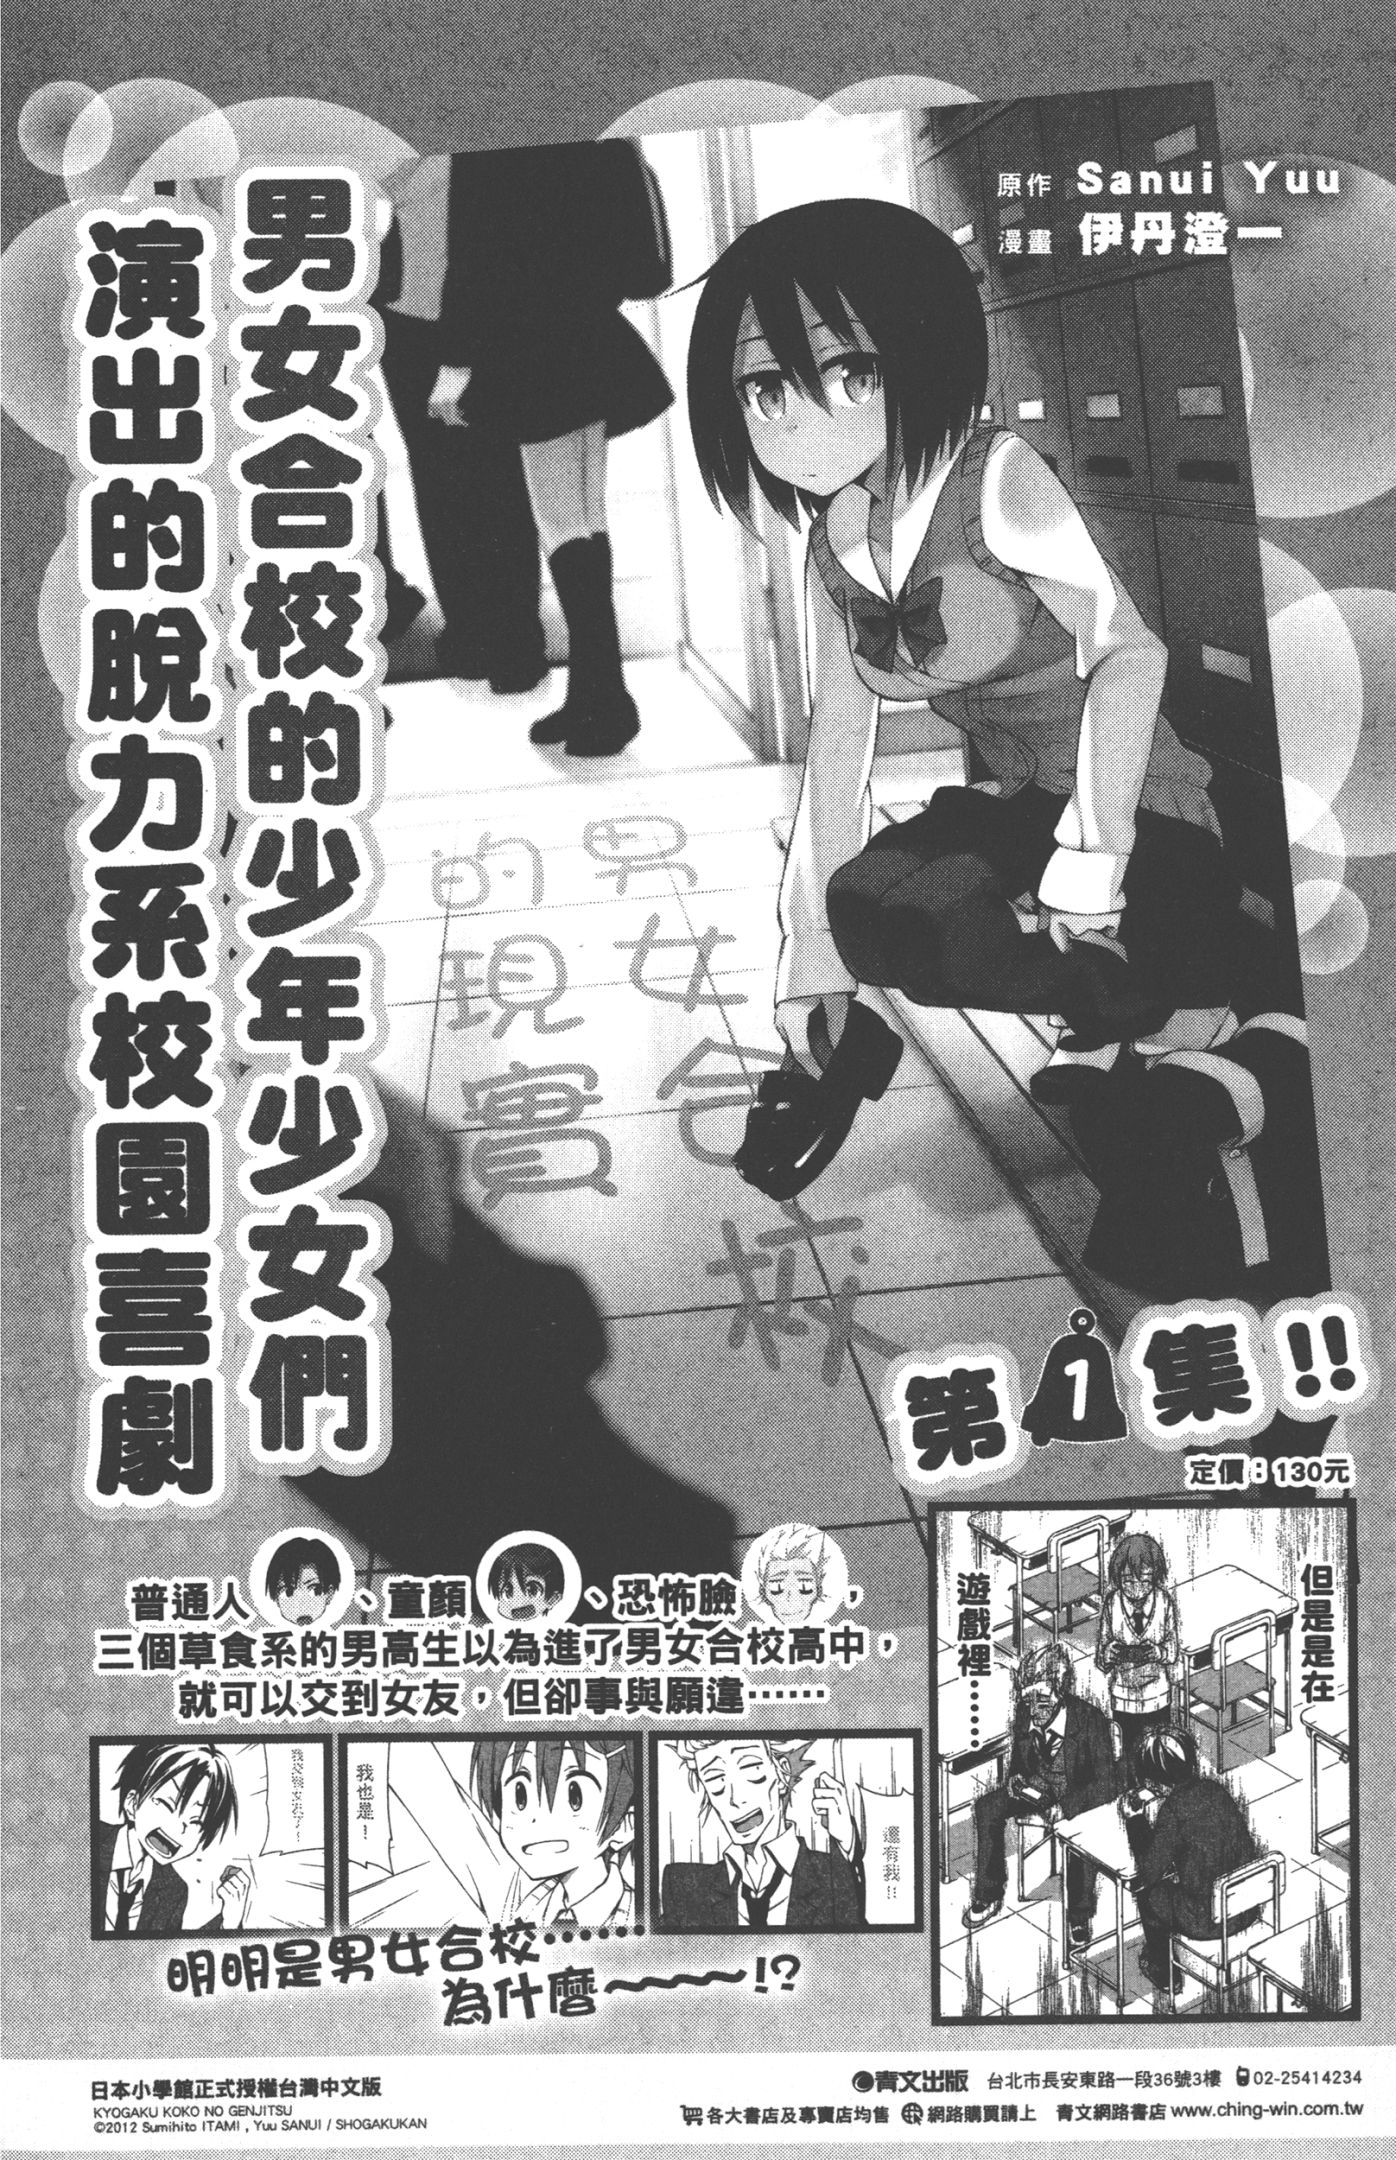 原作 Sanui Yuu
漫畫 伊丹澄一
男女合校的少年少女們
演出的脫力系校園喜劇
男女合校
的現實
第1集!!
定價：130元
普通人、童顏、恐怖臉，
三個草食系的男高生以為進了男女合校高中，
就可以交到女友，但卻事與願違……
我也是！
還有我!!
但是是在
遊戲裡……
明明是男女合校……
為什麼～～～～!?
日本小學館正式授權台灣中文版
KYOGAKU KOKO NO GENJITSU
©2012 Sumihito ITAMI , Yuu SANUI / SHOGAKUKAN
青文出版 台北市長安東路一段36號3樓 02-25414234
各大書店及專賣店均售 網路購買請上 青文網路書店 www.ching-win.com.tw